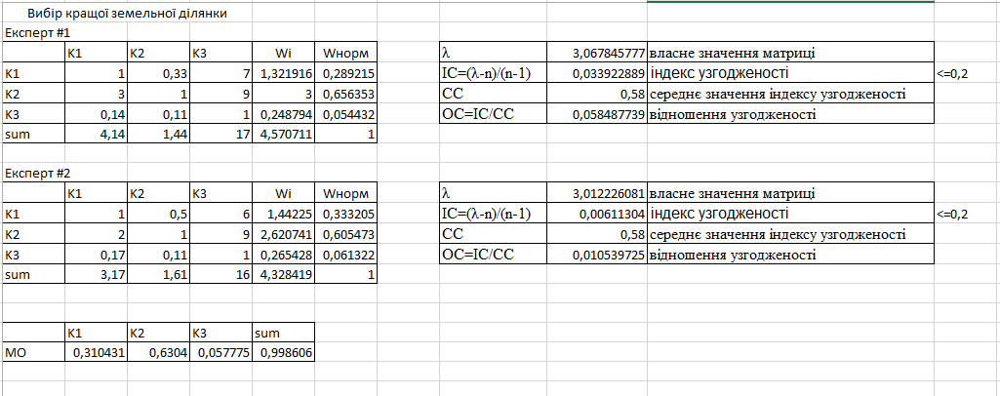 Вибір кращої земельної ділянки
Експерт #1
K1 K2 K3 Wi Wнорм λ 3,067845777 власне значення матриці
K1 1 0,33 7 1,321916 0,289215 IC=(λ-n)/(n-1) 0,033922889 індекс узгодженості <=0,2
K2 3 1 9 3 0,656353 CC 0,58 середнє значення індексу узгодженості
K3 0,14 0,11 1 0,248794 0,054432 OC=IC/CC 0,058487739 відношення узгодженості
sum 4,14 1,44 17 4,570711 1
Експерт #2
K1 K2 K3 Wi Wнорм λ 3,012226081 власне значення матриці
K1 1 0,5 6 1,44225 0,333205 IC=(λ-n)/(n-1) 0,00611304 індекс узгодженості <=0,2
K2 2 1 9 2,620741 0,605473 CC 0,58 середнє значення індексу узгодженості
K3 0,17 0,11 1 0,265428 0,061322 OC=IC/CC 0,010539725 відношення узгодженості
sum 3,17 1,61 16 4,328419 1
K1 K2 K3 sum
МО 0,310431 0,6304 0,057775 0,998606